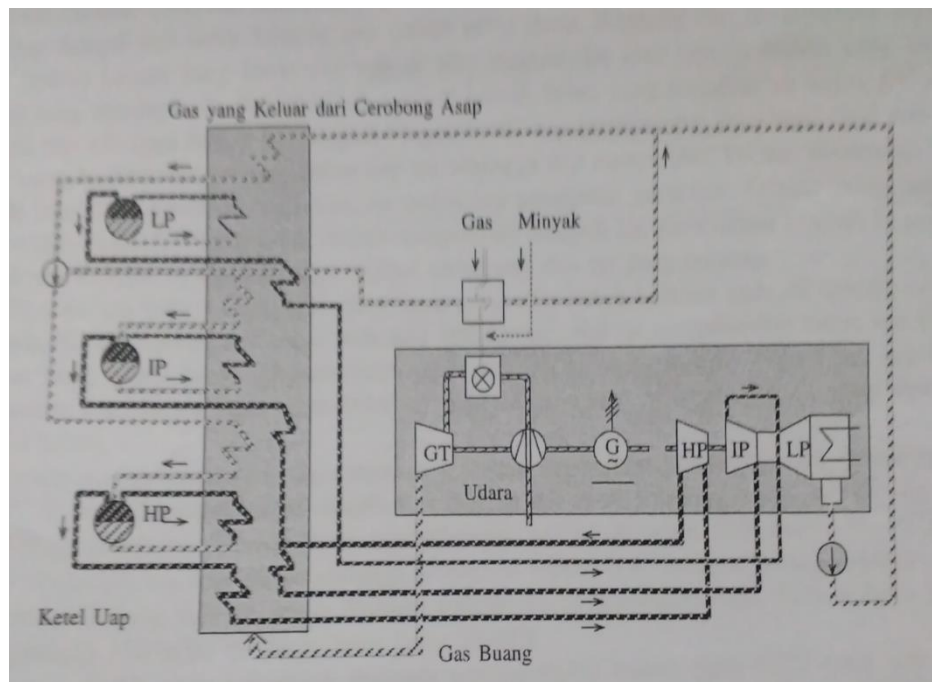 Gas yang Keluar dari Cerobong Asap
LP
Gas
Minyak
IP
GT
G
~
HP
IP
LP
Udara
HP
Ketel Uap
Gas Buang